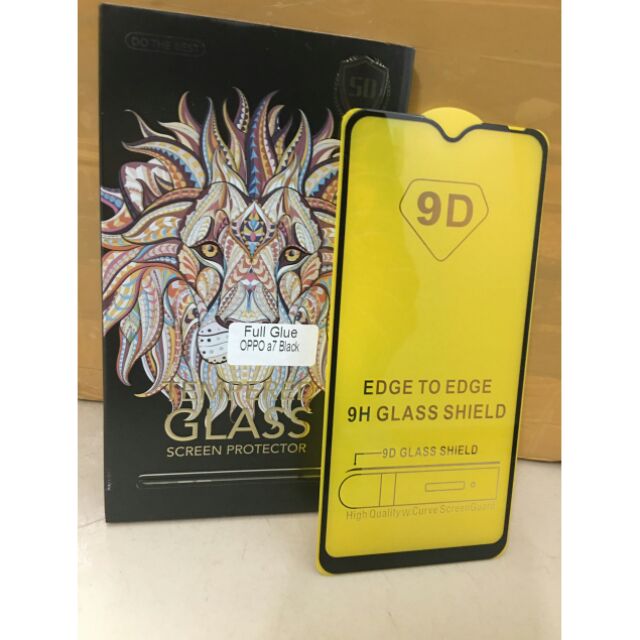 DO THE BEST
5D
Full Glue
OPPO a7 Black
TEMPERED
GLASS
SCREEN PROTECTOR
9D
EDGE TO EDGE
9H GLASS SHIELD
9D GLASS SHIELD
High Quality w Curve ScreenGuard